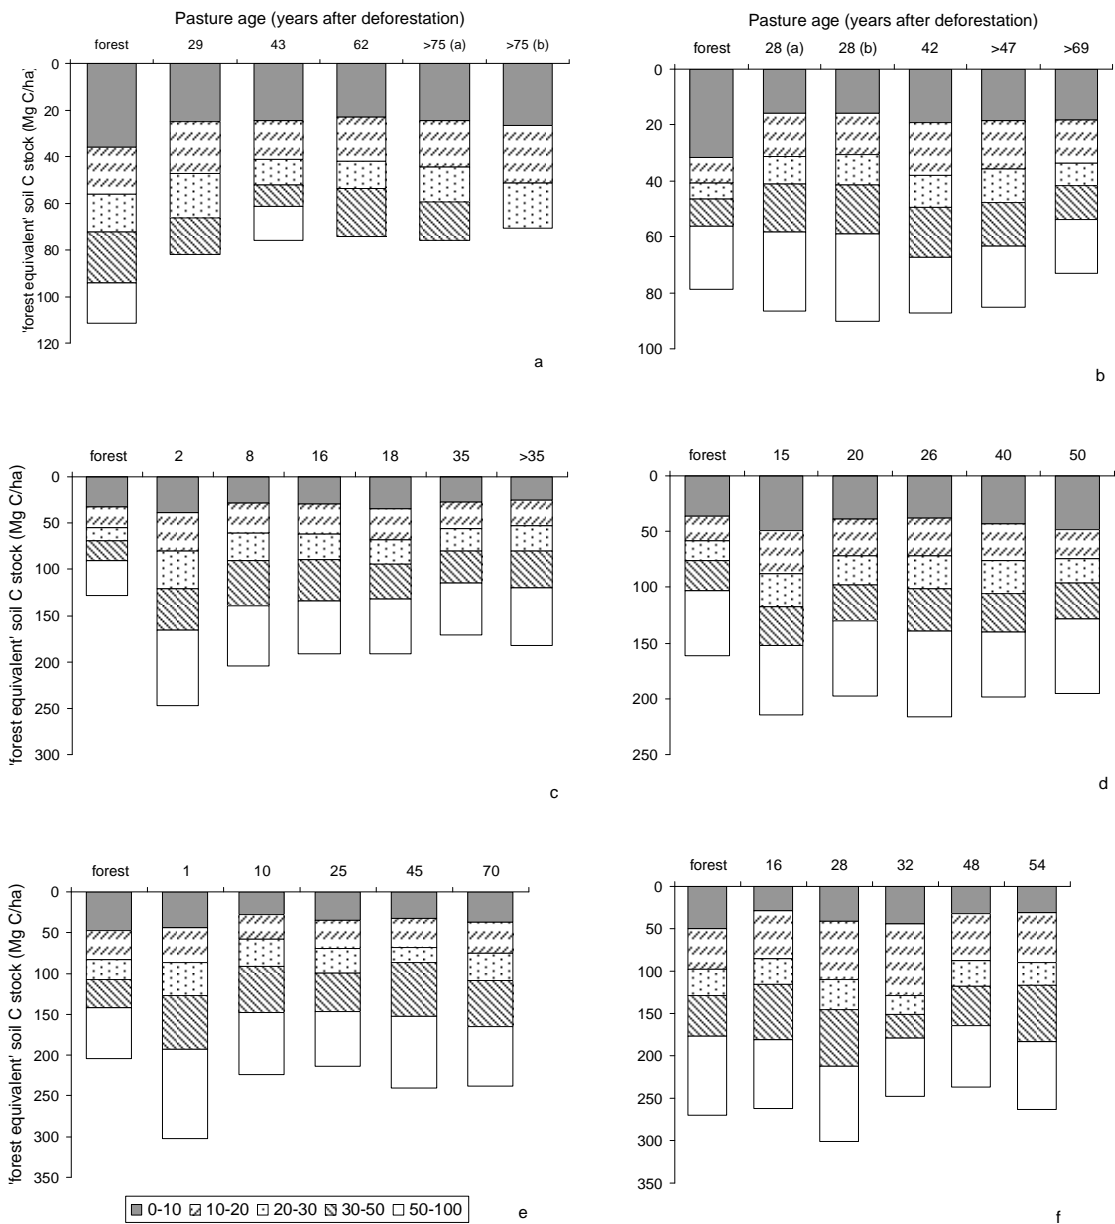 Pasture age (years after deforestation)
forest 29 43 62 >75 (a) >75 (b)
'forest equivalent' soil C stock (Mg C/ha)
0
20
40
60
80
100
120
a
Pasture age (years after deforestation)
forest 28 (a) 28 (b) 42 >47 >69
0
20
40
60
80
100
b
forest 2 8 16 18 35 >35
'forest equivalent' soil C stock (Mg C/ha)
0
50
100
150
200
250
300
c
forest 15 20 26 40 50
0
50
100
150
200
250
d
forest 1 10 25 45 70
'forest equivalent' soil C stock (Mg C/ha)
0
50
100
150
200
250
300
350
0-10 10-20 20-30 30-50 50-100
e
forest 16 28 32 48 54
0
50
100
150
200
250
300
350
f